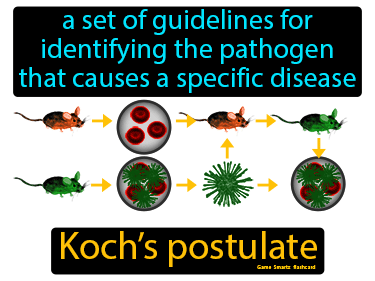 a set of guidelines for
identifying the pathogen
that causes a specific disease
Koch's postulate
Game Smartz flashcard